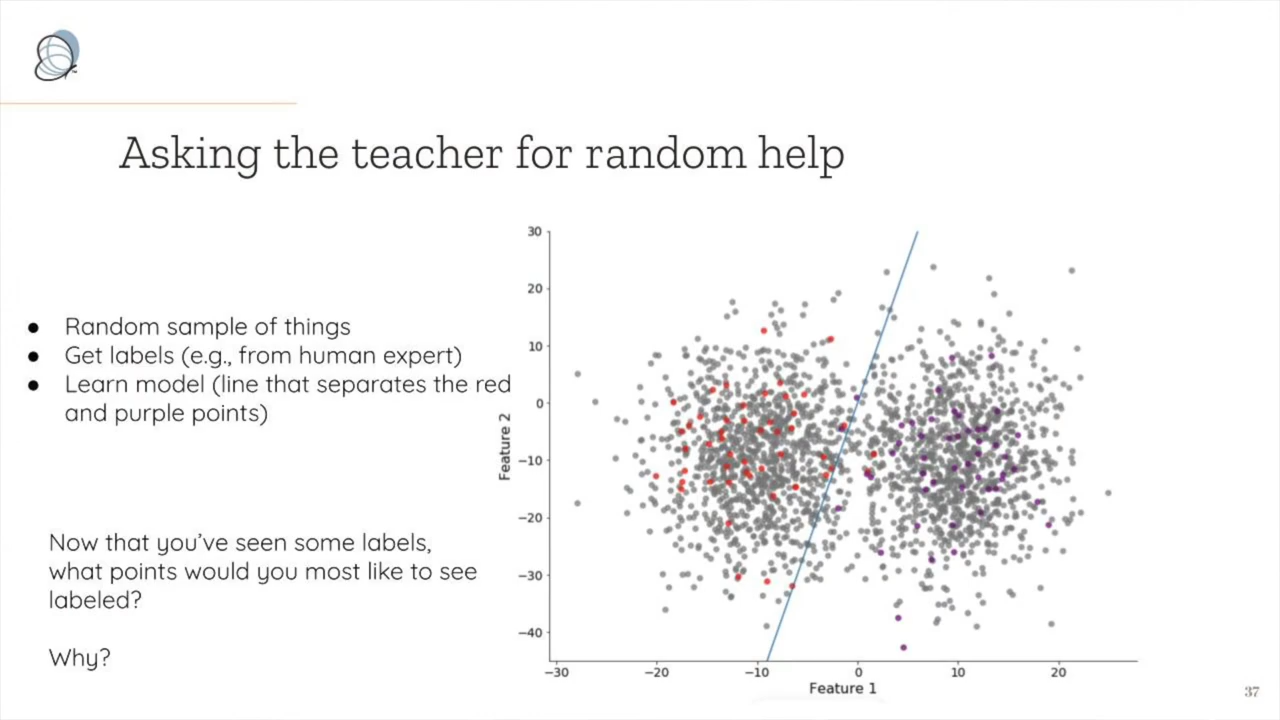 Asking the teacher for random help
● Random sample of things
● Get labels (e.g., from human expert)
● Learn model (line that separates the red
and purple points)
Now that you've seen some labels,
what points would you most like to see
labeled?
Why?
30
20
10
0
−10
−20
−30
−40
Feature 2
−30 −20 −10 0 10 20
Feature 1
37